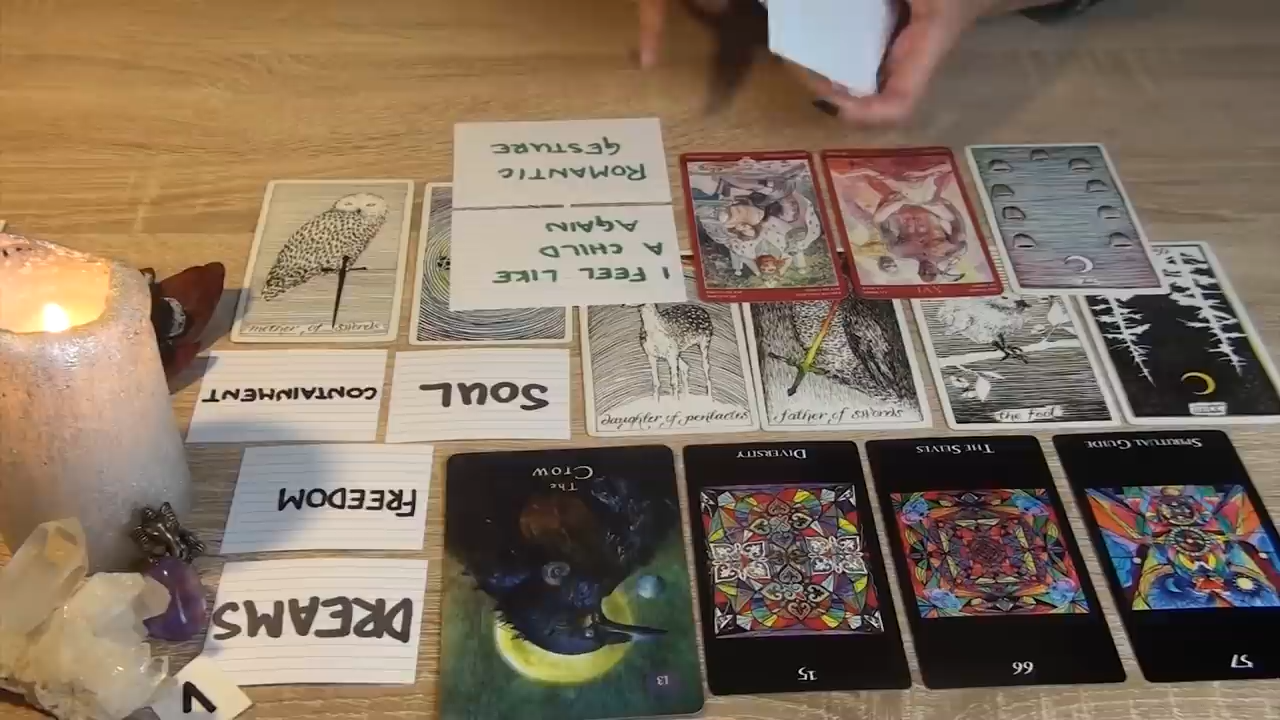 ROMANTIC
GESTURE
I FEEL LIKE
A CHILD
AGAIN
XVI
mother of swords
daughter of pentacles
father of swords
the fool
CONTAINMENT
SOUL
FREEDOM
DREAMS
The
Crow
13
DIVERSITY
15
THE SELVES
66
SPIRITUAL GUIDE
57
V